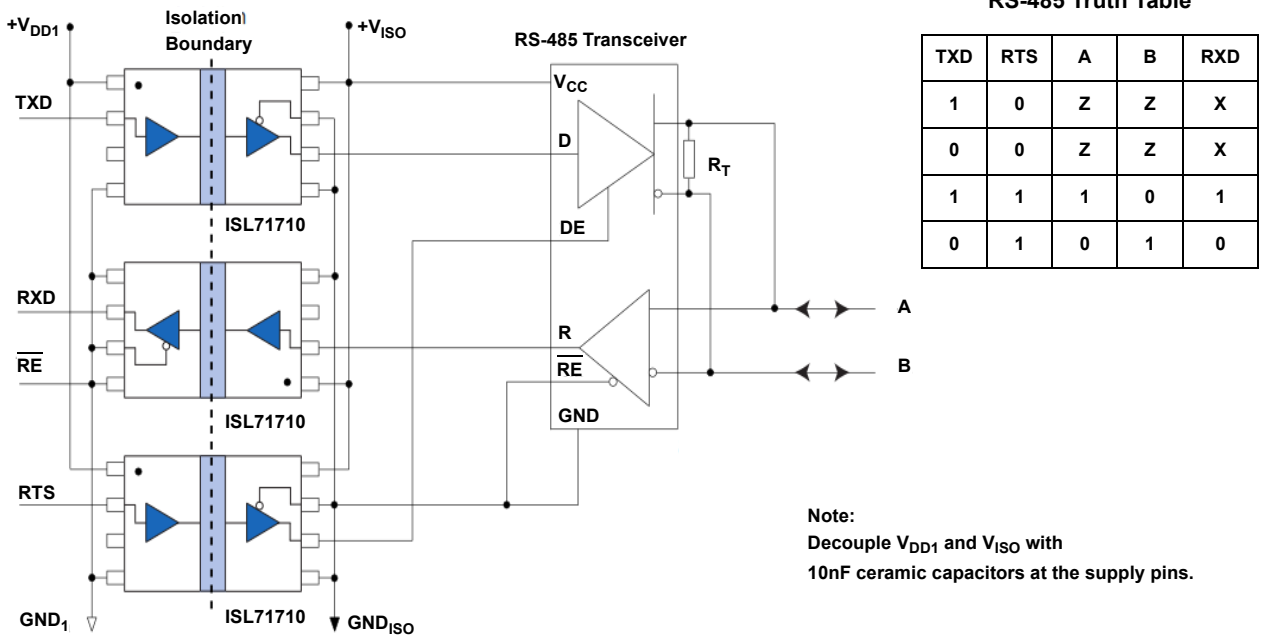 RS-485 Truth Table
+VDD1
Isolation
Boundary
+VISO
RS-485 Transceiver
TXD RTS A B RXD
1 0 Z Z X
0 0 Z Z X
1 1 1 0 1
0 1 0 1 0
TXD
VCC
D
RT
DE
ISL71710
RXD
RE
R
RE
GND
A
B
ISL71710
RTS
Note:
Decouple VDD1 and VISO with
10nF ceramic capacitors at the supply pins.
GND1
ISL71710
GNDISO